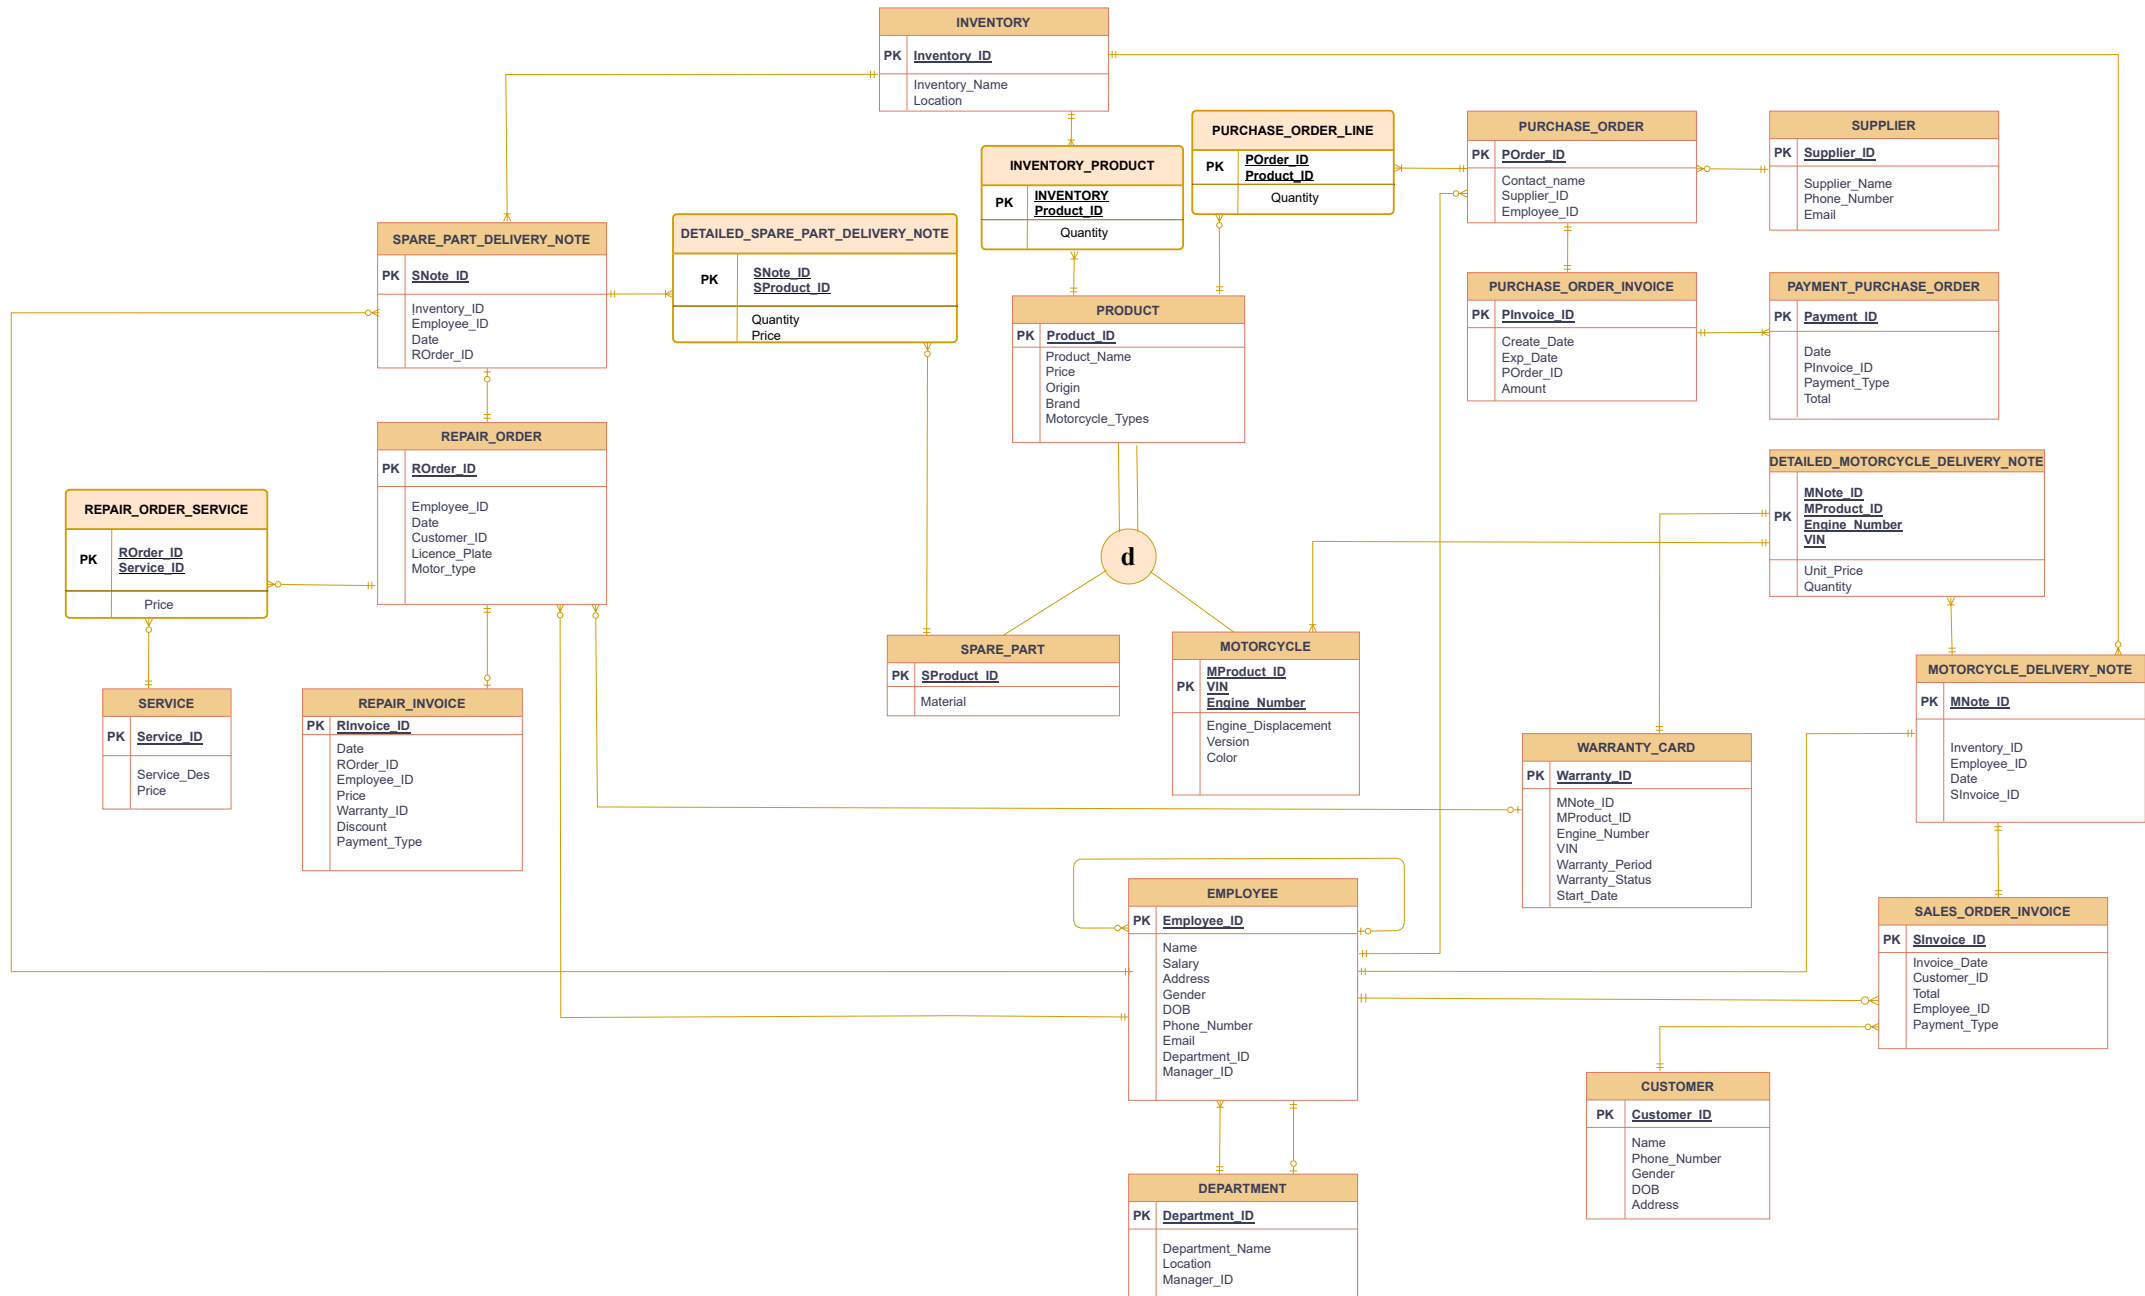 INVENTORY
PK Inventory_ID
Inventory_Name
Location
PURCHASE_ORDER_LINE
PK POrder_ID
Product_ID
Quantity
PURCHASE_ORDER
PK POrder_ID
Contact_name
Supplier_ID
Employee_ID
SUPPLIER
PK Supplier_ID
Supplier_Name
Phone_Number
Email
INVENTORY_PRODUCT
PK INVENTORY
Product_ID
Quantity
SPARE_PART_DELIVERY_NOTE
PK SNote_ID
Inventory_ID
Employee_ID
Date
ROrder_ID
DETAILED_SPARE_PART_DELIVERY_NOTE
PK SNote_ID
SProduct_ID
Quantity
Price
PRODUCT
PK Product_ID
Product_Name
Price
Origin
Brand
Motorcycle_Types
PURCHASE_ORDER_INVOICE
PK PInvoice_ID
Create_Date
Exp_Date
POrder_ID
Amount
PAYMENT_PURCHASE_ORDER
PK Payment_ID
Date
PInvoice_ID
Payment_Type
Total
REPAIR_ORDER
PK ROrder_ID
Employee_ID
Date
Customer_ID
Licence_Plate
Motor_type
DETAILED_MOTORCYCLE_DELIVERY_NOTE
PK MNote_ID
MProduct_ID
Engine_Number
VIN
Unit_Price
Quantity
REPAIR_ORDER_SERVICE
PK ROrder_ID
Service_ID
Price
d
SPARE_PART
PK SProduct_ID
Material
MOTORCYCLE
PK MProduct_ID
VIN
Engine_Number
Engine_Displacement
Version
Color
MOTORCYCLE_DELIVERY_NOTE
PK MNote_ID
Inventory_ID
Employee_ID
Date
SInvoice_ID
SERVICE
PK Service_ID
Service_Des
Price
REPAIR_INVOICE
PK RInvoice_ID
Date
ROrder_ID
Employee_ID
Price
Warranty_ID
Discount
Payment_Type
WARRANTY_CARD
PK Warranty_ID
MNote_ID
MProduct_ID
Engine_Number
VIN
Warranty_Period
Warranty_Status
Start_Date
EMPLOYEE
PK Employee_ID
Name
Salary
Address
Gender
DOB
Phone_Number
Email
Department_ID
Manager_ID
SALES_ORDER_INVOICE
PK SInvoice_ID
Invoice_Date
Customer_ID
Total
Employee_ID
Payment_Type
CUSTOMER
PK Customer_ID
Name
Phone_Number
Gender
DOB
Address
DEPARTMENT
PK Department_ID
Department_Name
Location
Manager_ID